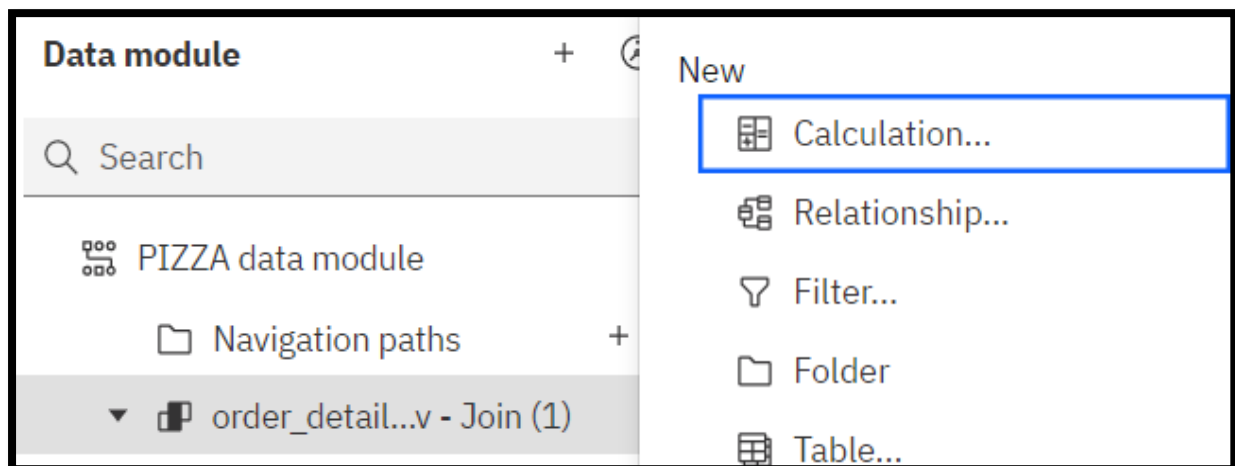 Data module
Search
PIZZA data module
Navigation paths
order_detail...v - Join (1)
New
Calculation...
Relationship...
Filter...
Folder
Table...